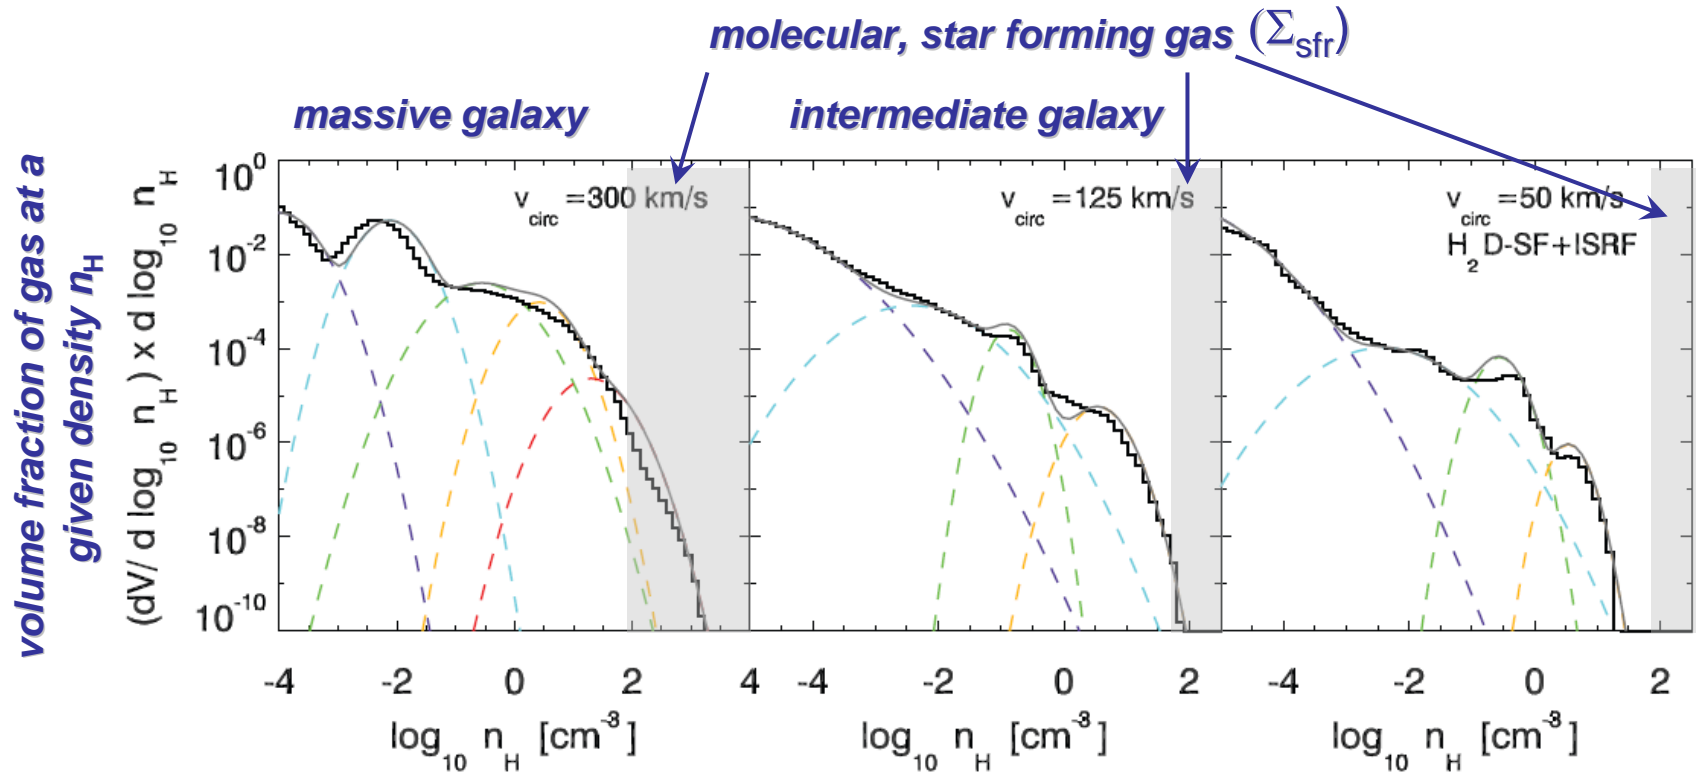 molecular, star forming gas (Σsfr)
massive galaxy
intermediate galaxy
volume fraction of gas at a
given density nH
(dV/ d log10 nH ) x d log10 nH
10^0
10^-2
10^-4
10^-6
10^-8
10^-10
vcirc =300 km/s
vcirc =125 km/s
vcirc =50 km/s
H2D-SF+ISRF
-4 -2 0 2 4 -4 -2 0 2 -4 -2 0 2
log10 nH [cm^-3]
log10 nH [cm^-3]
log10 nH [cm^-3]